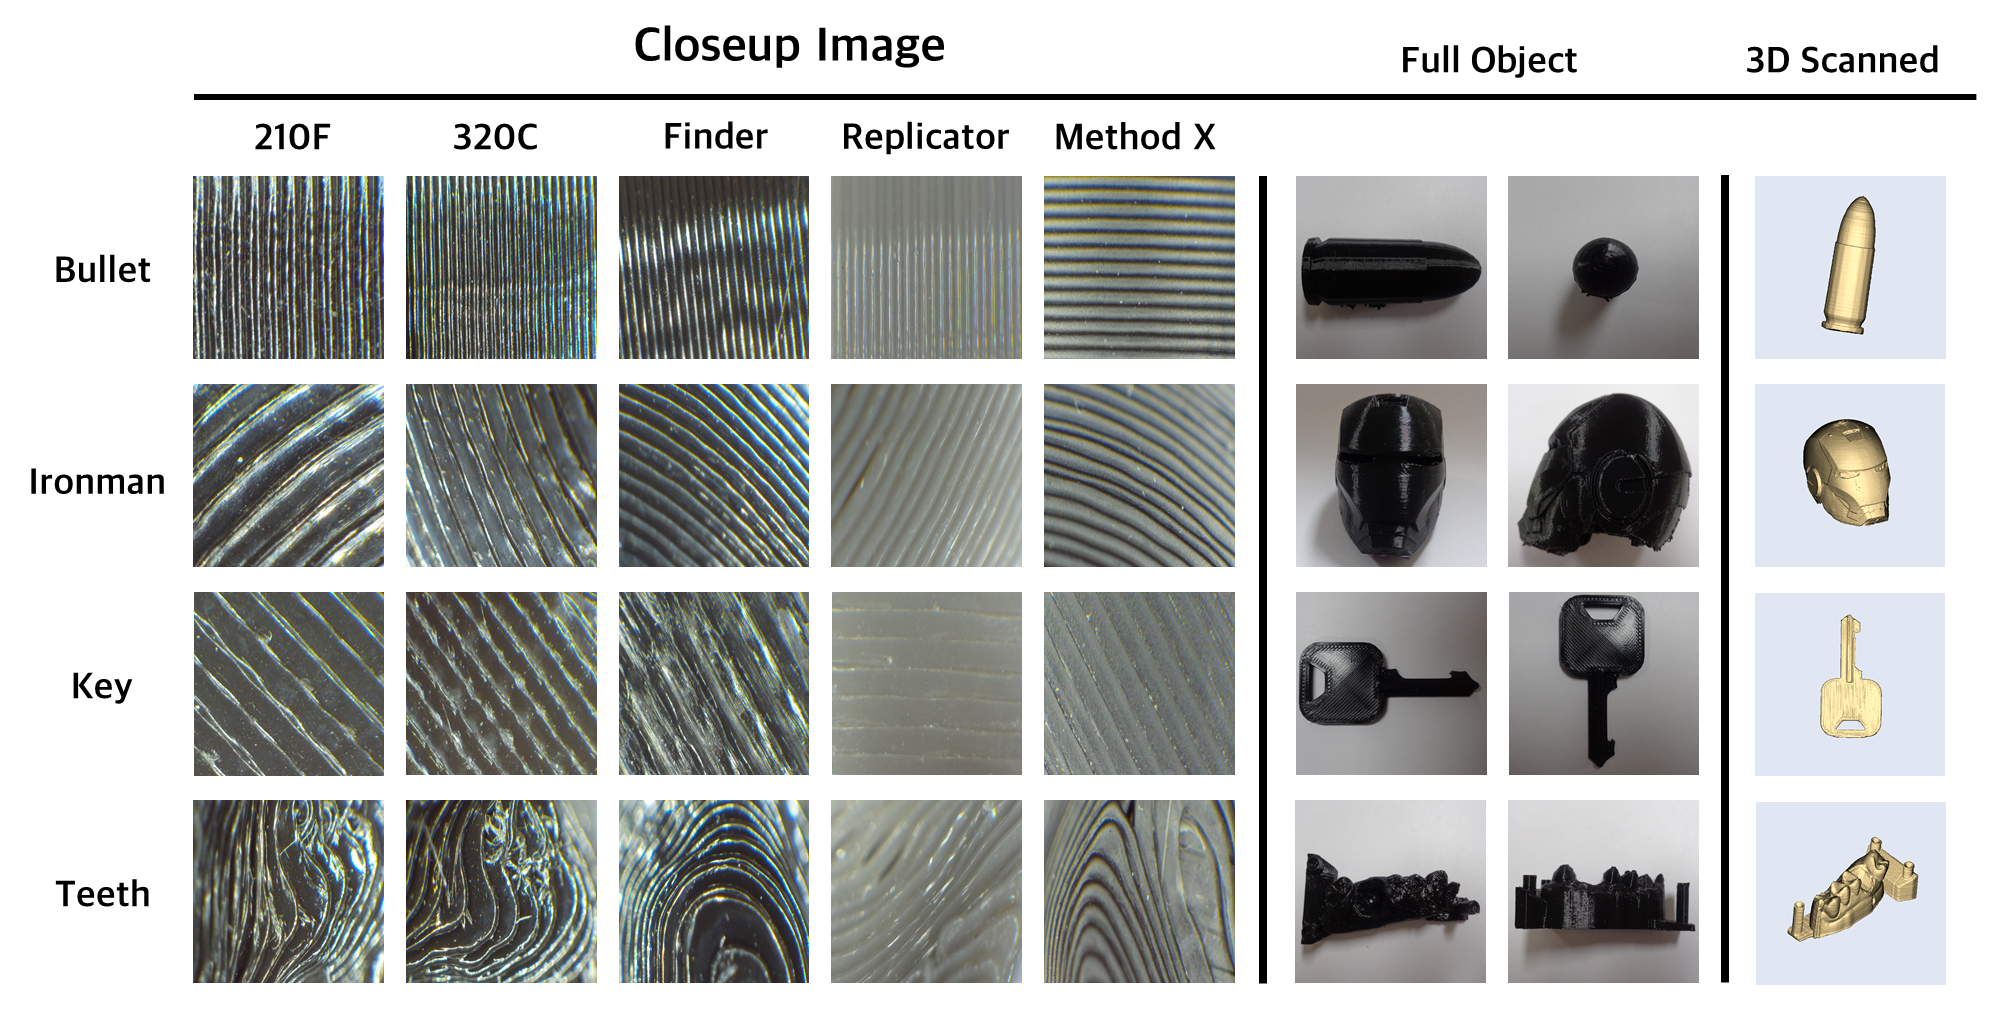 Closeup Image
Full Object
3D Scanned
210F
320C
Finder
Replicator
Method X
Bullet
Ironman
Key
Teeth